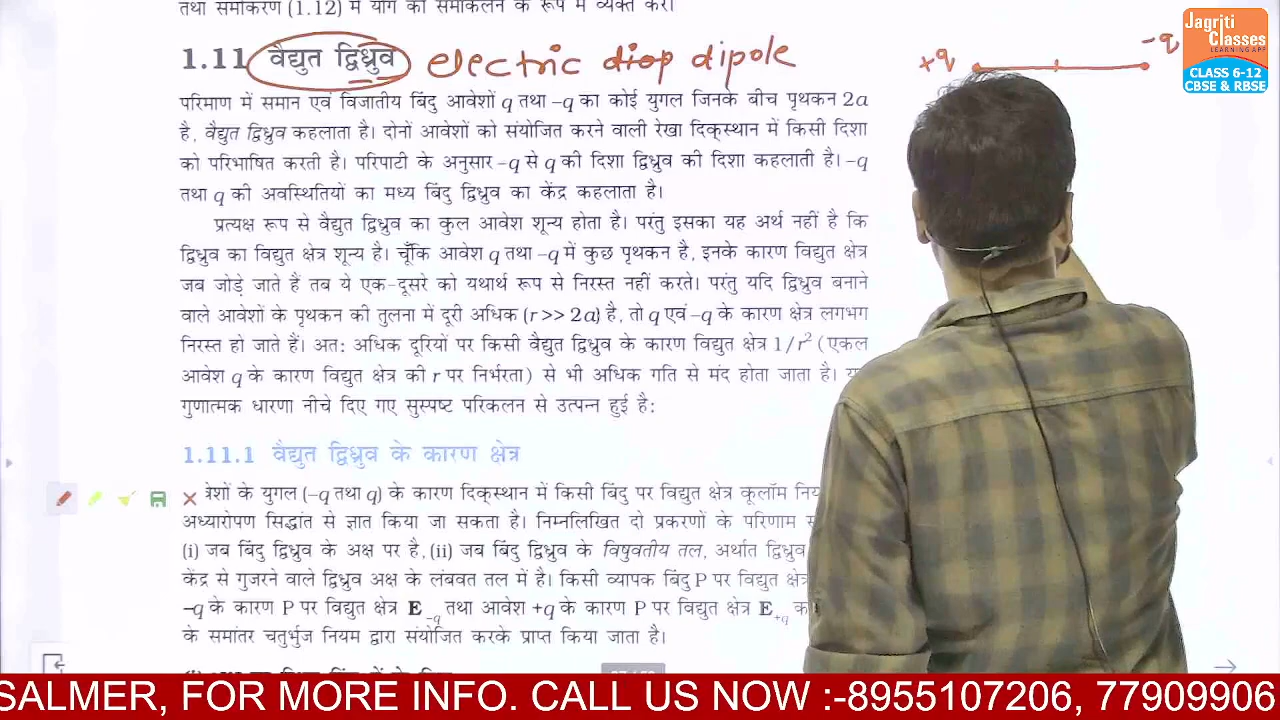 तथा समीकरण (1.12) में योग को समाकलन के रूप में व्यक्त करें।
1.11 वैद्युत द्विध्रुव electric diop dipole
+q -q
Jagriti
Classes
LEARNING APP
CLASS 6-12
CBSE & RBSE
परिमाण में समान एवं विजातीय बिंदु आवेशों q तथा –q का कोई युगल जिनके बीच पृथकन 2a
है, वैद्युत द्विध्रुव कहलाता है। दोनों आवेशों को संयोजित करने वाली रेखा दिक्स्थान में किसी दिशा
को परिभाषित करती है। परिपाटी के अनुसार –q से q की दिशा द्विध्रुव की दिशा कहलाती है। –q
तथा q की अवस्थितियों का मध्य बिंदु द्विध्रुव का केंद्र कहलाता है।
प्रत्यक्ष रूप से वैद्युत द्विध्रुव का कुल आवेश शून्य होता है। परंतु इसका यह अर्थ नहीं है कि
द्विध्रुव का विद्युत क्षेत्र शून्य है। चूँकि आवेश q तथा –q में कुछ पृथकन है, इनके कारण विद्युत क्षेत्र
जब जोड़े जाते हैं तब ये एक-दूसरे को यथार्थ रूप से निरस्त नहीं करते। परंतु यदि द्विध्रुव बनाने
वाले आवेशों के पृथकन की तुलना में दूरी अधिक (r >> 2a) है, तो q एवं –q के कारण क्षेत्र लगभग
निरस्त हो जाते हैं। अत: अधिक दूरियों पर किसी वैद्युत द्विध्रुव के कारण विद्युत क्षेत्र 1/r² (एकल
आवेश q के कारण विद्युत क्षेत्र की r पर निर्भरता) से भी अधिक गति से मंद होता जाता है।
गुणात्मक धारणा नीचे दिए गए सुस्पष्ट परिकलन से उत्पन्न हुई है:
1.11.1 वैद्युत द्विध्रुव के कारण क्षेत्र
के युगल (–q तथा q) के कारण दिक्स्थान में किसी बिंदु पर विद्युत क्षेत्र कूलॉम
अध्यारोपण सिद्धांत से ज्ञात किया जा सकता है। निम्नलिखित दो प्रकरणों के परिणाम
(i) जब बिंदु द्विध्रुव के अक्ष पर है, (ii) जब बिंदु द्विध्रुव के विषुवतीय तल, अर्थात द्विध्रुव
केंद्र से गुजरने वाले द्विध्रुव अक्ष के लंबवत तल में है। किसी व्यापक बिंदु P पर विद्युत क्षेत्र
–q के कारण P पर विद्युत क्षेत्र E₋q तथा आवेश +q के कारण P पर विद्युत क्षेत्र E₊q
के समांतर चतुर्भुज नियम द्वारा संयोजित करके प्राप्त किया जाता है।
SALMER, FOR MORE INFO. CALL US NOW :-8955107206, 77909906